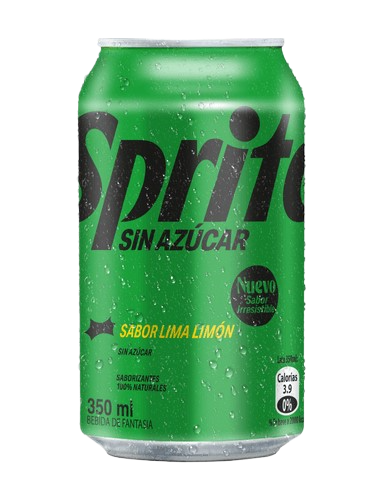 Sprite
SIN AZÚCAR
Nuevo
Sabor
Irresistible
SABOR LIMA LIMÓN
SIN AZÚCAR
SABORIZANTES
100% NATURALES
350 ml
BEBIDA DE FANTASIA
Calorías
3.9
0%